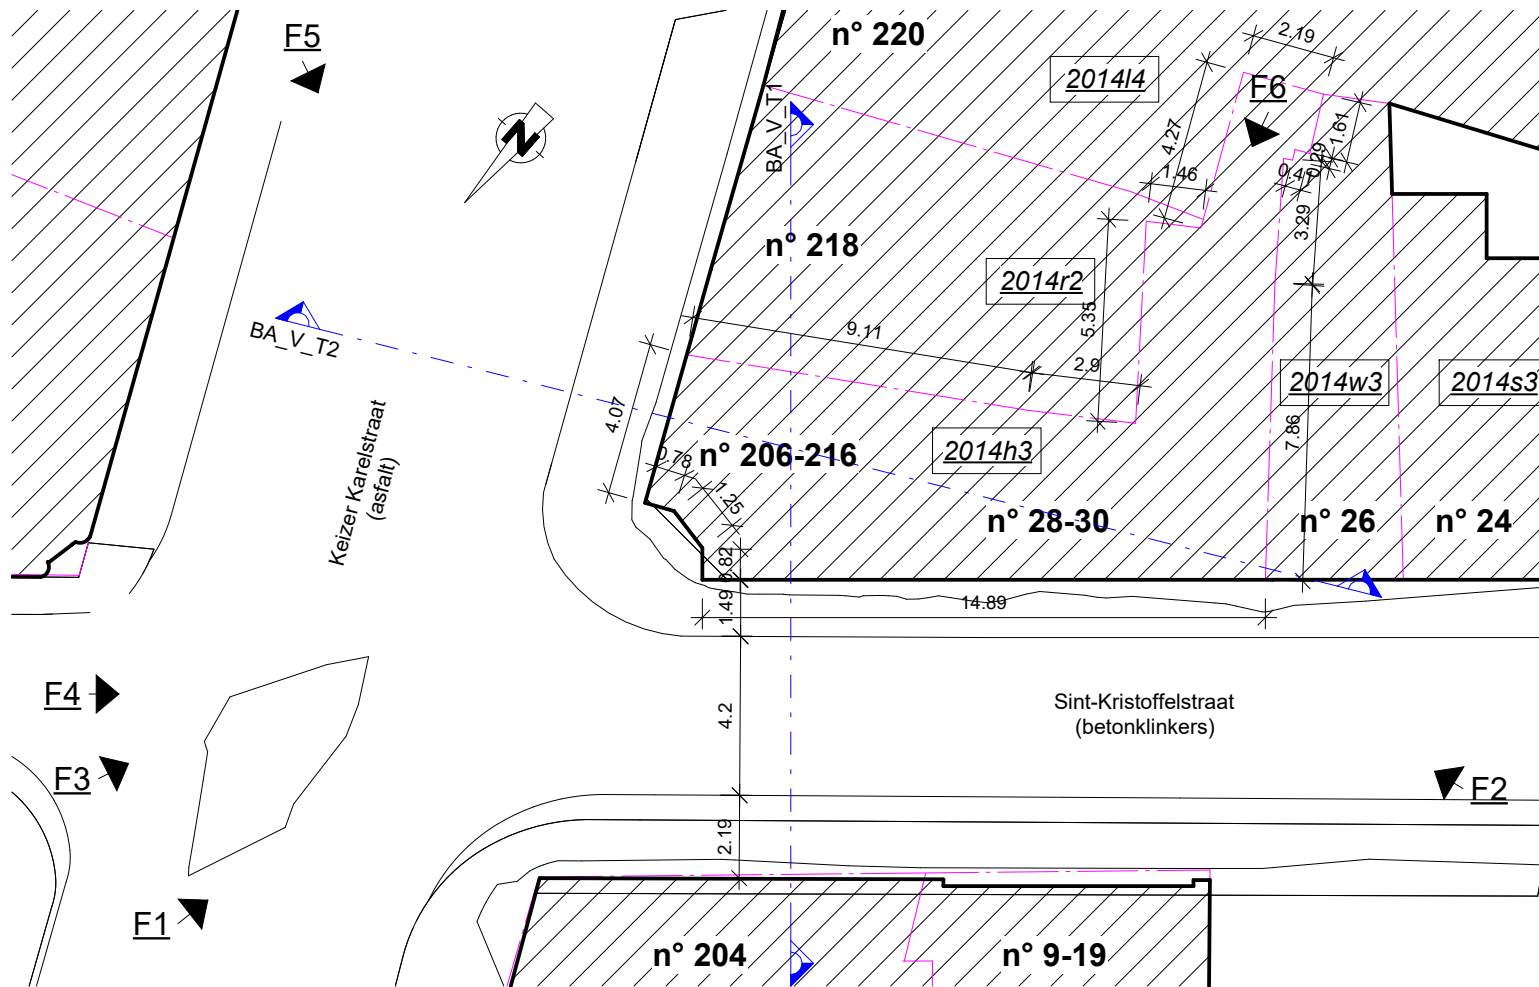 n° 220
2.19
F5
2014l4
F6
BA_V_T1
4.27
1.61
0.29
1.46
0.41
3.29
n° 218
2014r2
5.35
BA_V_T2
9.11
2.9
2014w3
2014s3
4.07
Keizer Karelstraat
(asfalt)
0.78
n° 206-216
2014h3
7.86
1.25
n° 28-30
n° 26
n° 24
0.82
1.49
14.89
F4
4.2
Sint-Kristoffelstraat
(betonklinkers)
F3
F2
2.19
F1
n° 204
n° 9-19